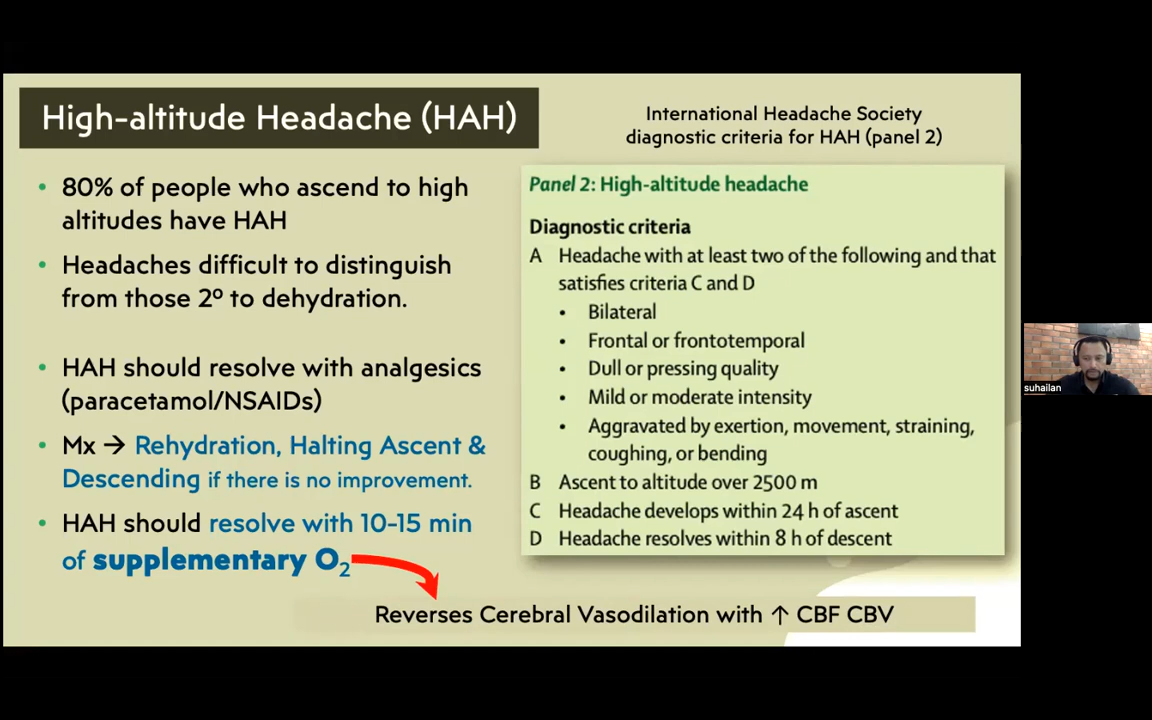 High-altitude Headache (HAH)
• 80% of people who ascend to high
altitudes have HAH
• Headaches difficult to distinguish
from those 2º to dehydration.
• HAH should resolve with analgesics
(paracetamol/NSAIDs)
• Mx → Rehydration, Halting Ascent &
Descending if there is no improvement.
• HAH should resolve with 10-15 min
of supplementary O₂
International Headache Society
diagnostic criteria for HAH (panel 2)
Panel 2: High-altitude headache
Diagnostic criteria
A Headache with at least two of the following and that
satisfies criteria C and D
• Bilateral
• Frontal or frontotemporal
• Dull or pressing quality
• Mild or moderate intensity
• Aggravated by exertion, movement, straining,
coughing, or bending
B Ascent to altitude over 2500 m
C Headache develops within 24 h of ascent
D Headache resolves within 8 h of descent
Reverses Cerebral Vasodilation with ↑ CBF CBV
suhailan